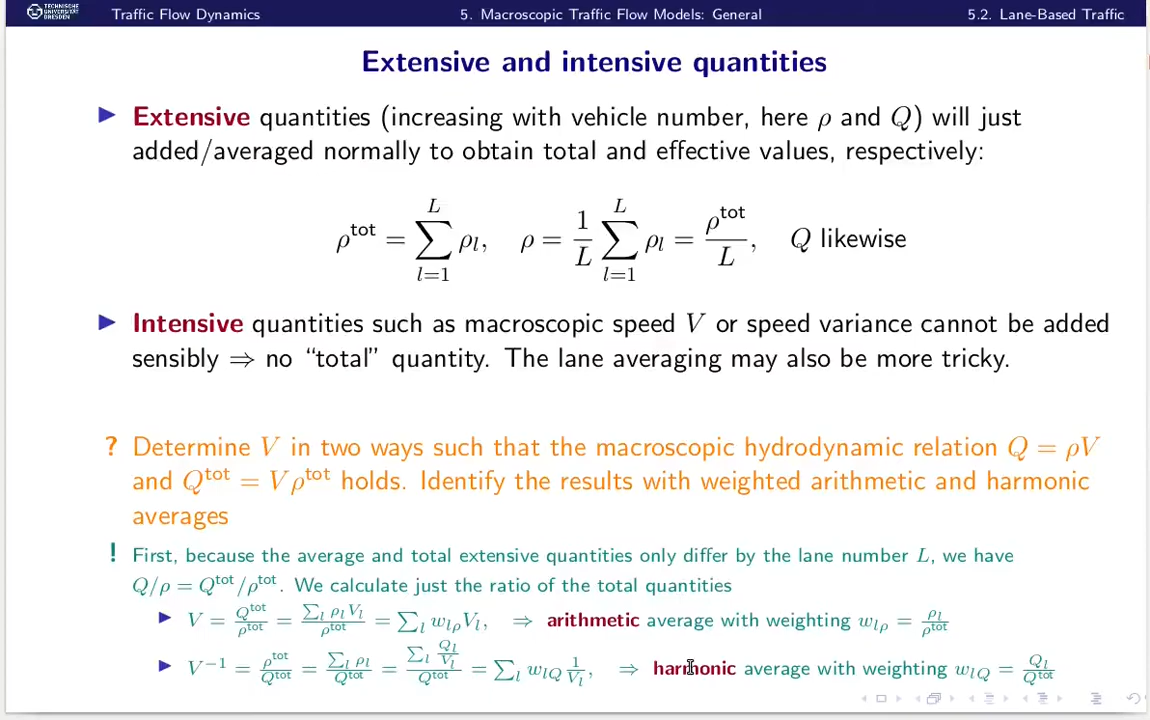 TECHNISCHE UNIVERSITÄT DRESDEN
Traffic Flow Dynamics 5. Macroscopic Traffic Flow Models: General 5.2. Lane-Based Traffic
Extensive and intensive quantities
▶ Extensive quantities (increasing with vehicle number, here ρ and Q) will just
added/averaged normally to obtain total and effective values, respectively:
ρ^tot = ∑_{l=1}^{L} ρ_l, ρ = 1/L ∑_{l=1}^{L} ρ_l = ρ^tot/L, Q likewise
▶ Intensive quantities such as macroscopic speed V or speed variance cannot be added
sensibly ⇒ no “total” quantity. The lane averaging may also be more tricky.
? Determine V in two ways such that the macroscopic hydrodynamic relation Q = ρV
and Q^tot = Vρ^tot holds. Identify the results with weighted arithmetic and harmonic
averages
! First, because the average and total extensive quantities only differ by the lane number L, we have
Q/ρ = Q^tot/ρ^tot. We calculate just the ratio of the total quantities
▶ V = Q^tot/ρ^tot = ∑_l ρ_l V_l/ρ^tot = ∑_l w_{lρ} V_l, ⇒ arithmetic average with weighting w_{lρ} = ρ_l/ρ^tot
▶ V^{−1} = ρ^tot/Q^tot = ∑_l ρ_l/Q^tot = ∑_l (Q_l/V_l)/Q^tot = ∑_l w_{lQ} 1/V_l, ⇒ harmonic average with weighting w_{lQ} = Q_l/Q^tot